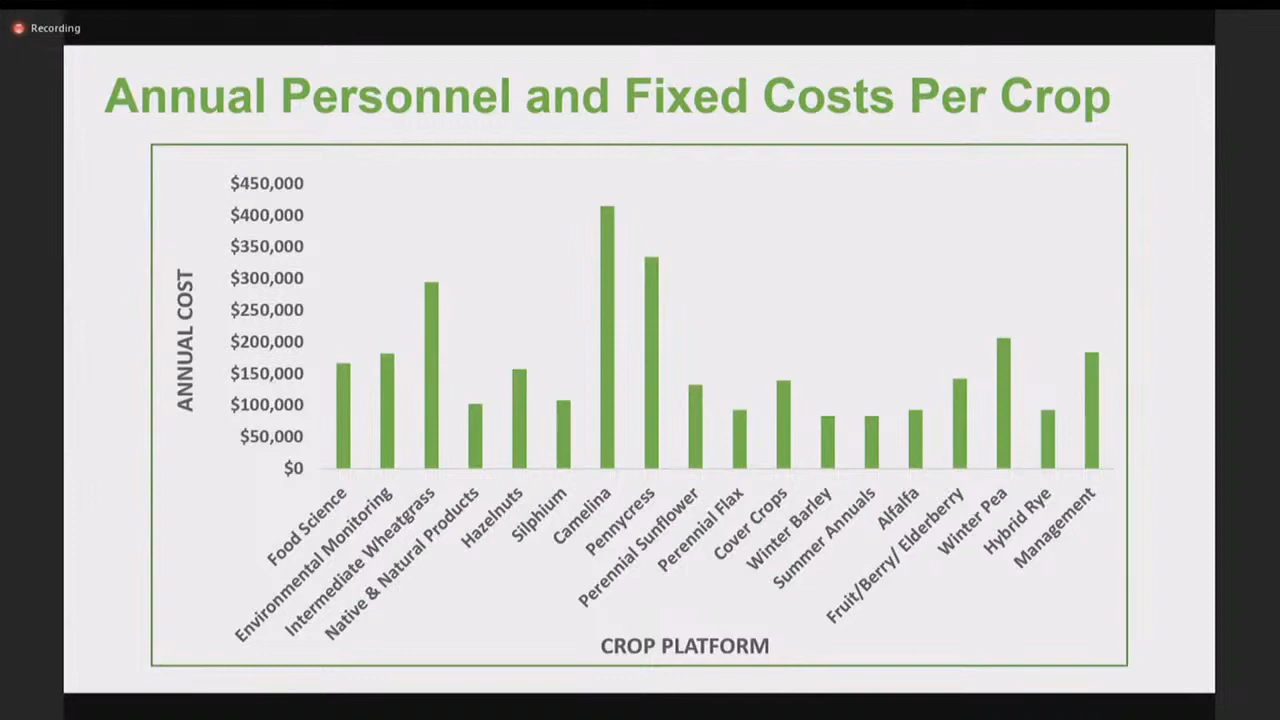 Recording
Annual Personnel and Fixed Costs Per Crop
$450,000
$400,000
$350,000
$300,000
$250,000
$200,000
$150,000
$100,000
$50,000
$0
ANNUAL COST
Food Science
Environmental Monitoring
Intermediate Wheatgrass
Native & Natural Products
Hazelnuts
Silphium
Camelina
Pennycress
Perennial Sunflower
Perennial Flax
Cover Crops
Winter Barley
Summer Annuals
Alfalfa
Fruit/Berry/ Elderberry
Winter Pea
Hybrid Rye
Management
CROP PLATFORM